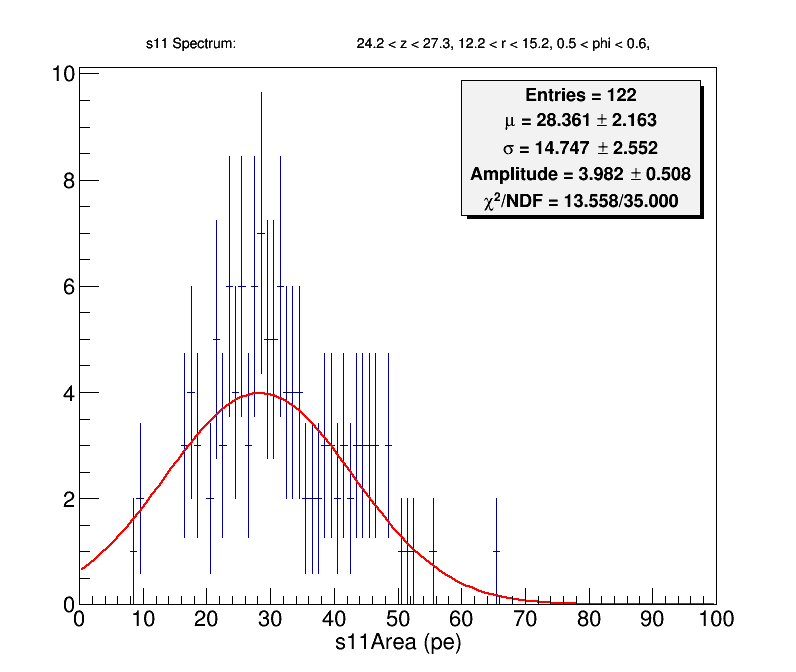 s11 Spectrum: 24.2 < z < 27.3, 12.2 < r < 15.2, 0.5 < phi < 0.6,
Entries = 122
μ = 28.361 ± 2.163
σ = 14.747 ± 2.552
Amplitude = 3.982 ± 0.508
χ²/NDF = 13.558/35.000
10
8
6
4
2
0
0 10 20 30 40 50 60 70 80 90 100
s11Area (pe)